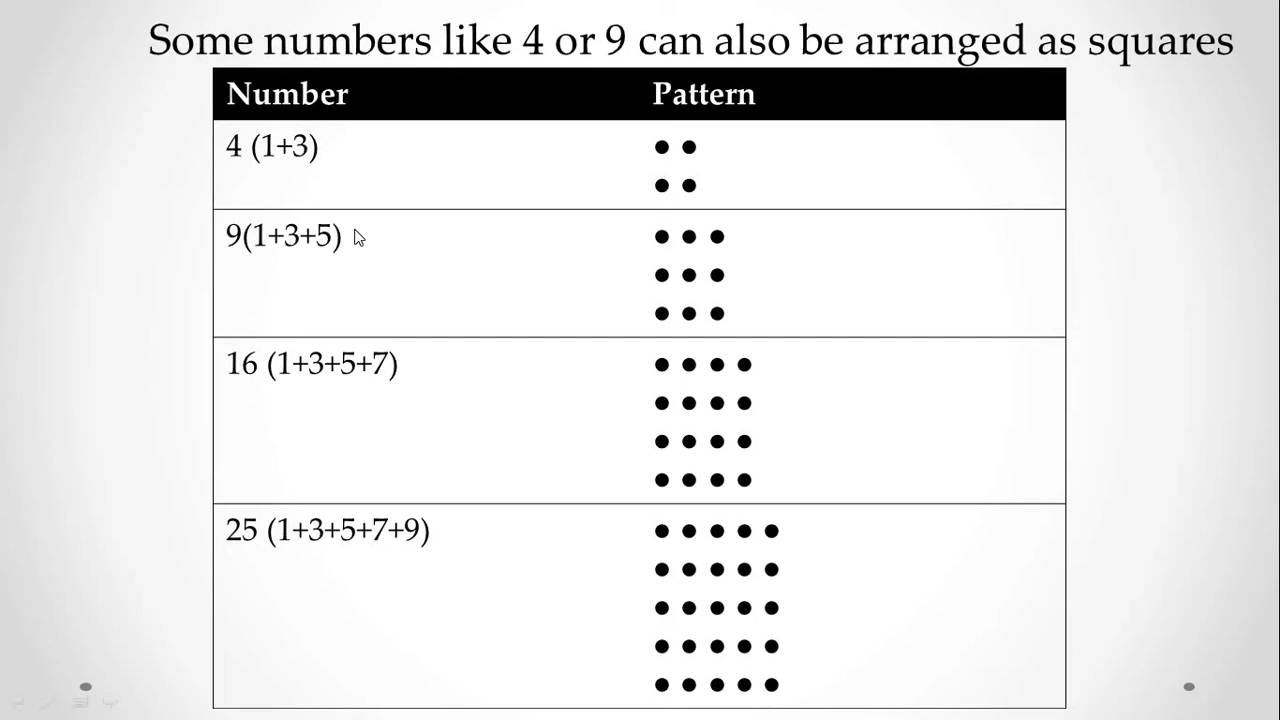 Some numbers like 4 or 9 can also be arranged as squares
Number Pattern
4 (1+3)
9(1+3+5)
16 (1+3+5+7)
25 (1+3+5+7+9)